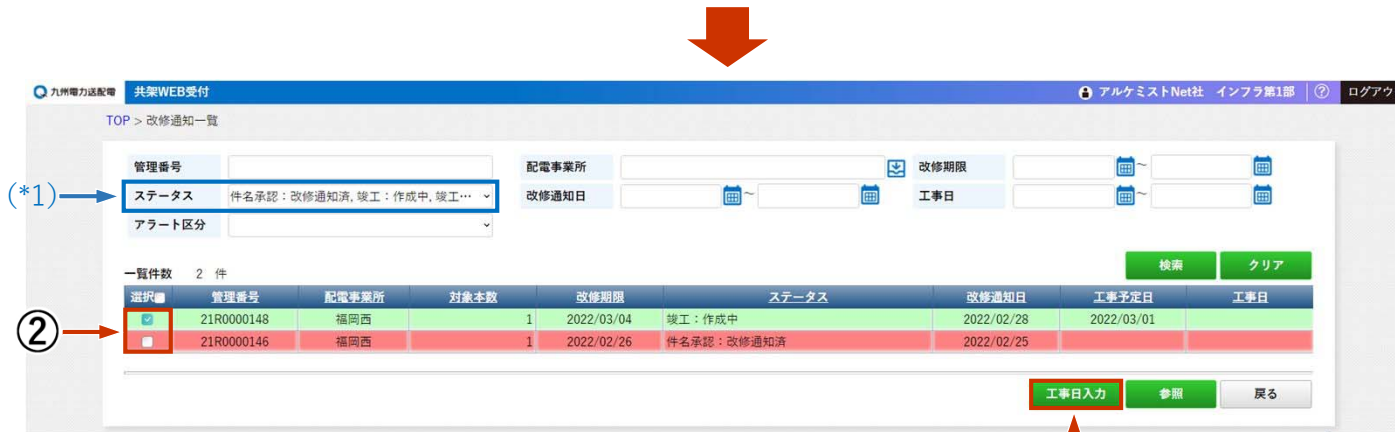 九州電力送配電 共架WEB受付 アルケミストNet社 インフラ第1部 ? ログアウ
TOP > 改修通知一覧
管理番号 配電事業所 改修期限 ~
(*1) ステータス 件名承認：改修通知済, 竣工：作成中, 竣工… 改修通知日 ~ 工事日 ~
アラート区分
検索 クリア
一覧件数 2 件
選択 管理番号 配電事業所 対象本数 改修期限 ステータス 改修通知日 工事予定日 工事日
② 21R0000148 福岡西 1 2022/03/04 竣工：作成中 2022/02/28 2022/03/01
21R0000146 福岡西 1 2022/02/26 件名承認：改修通知済 2022/02/25
工事日入力 参照 戻る